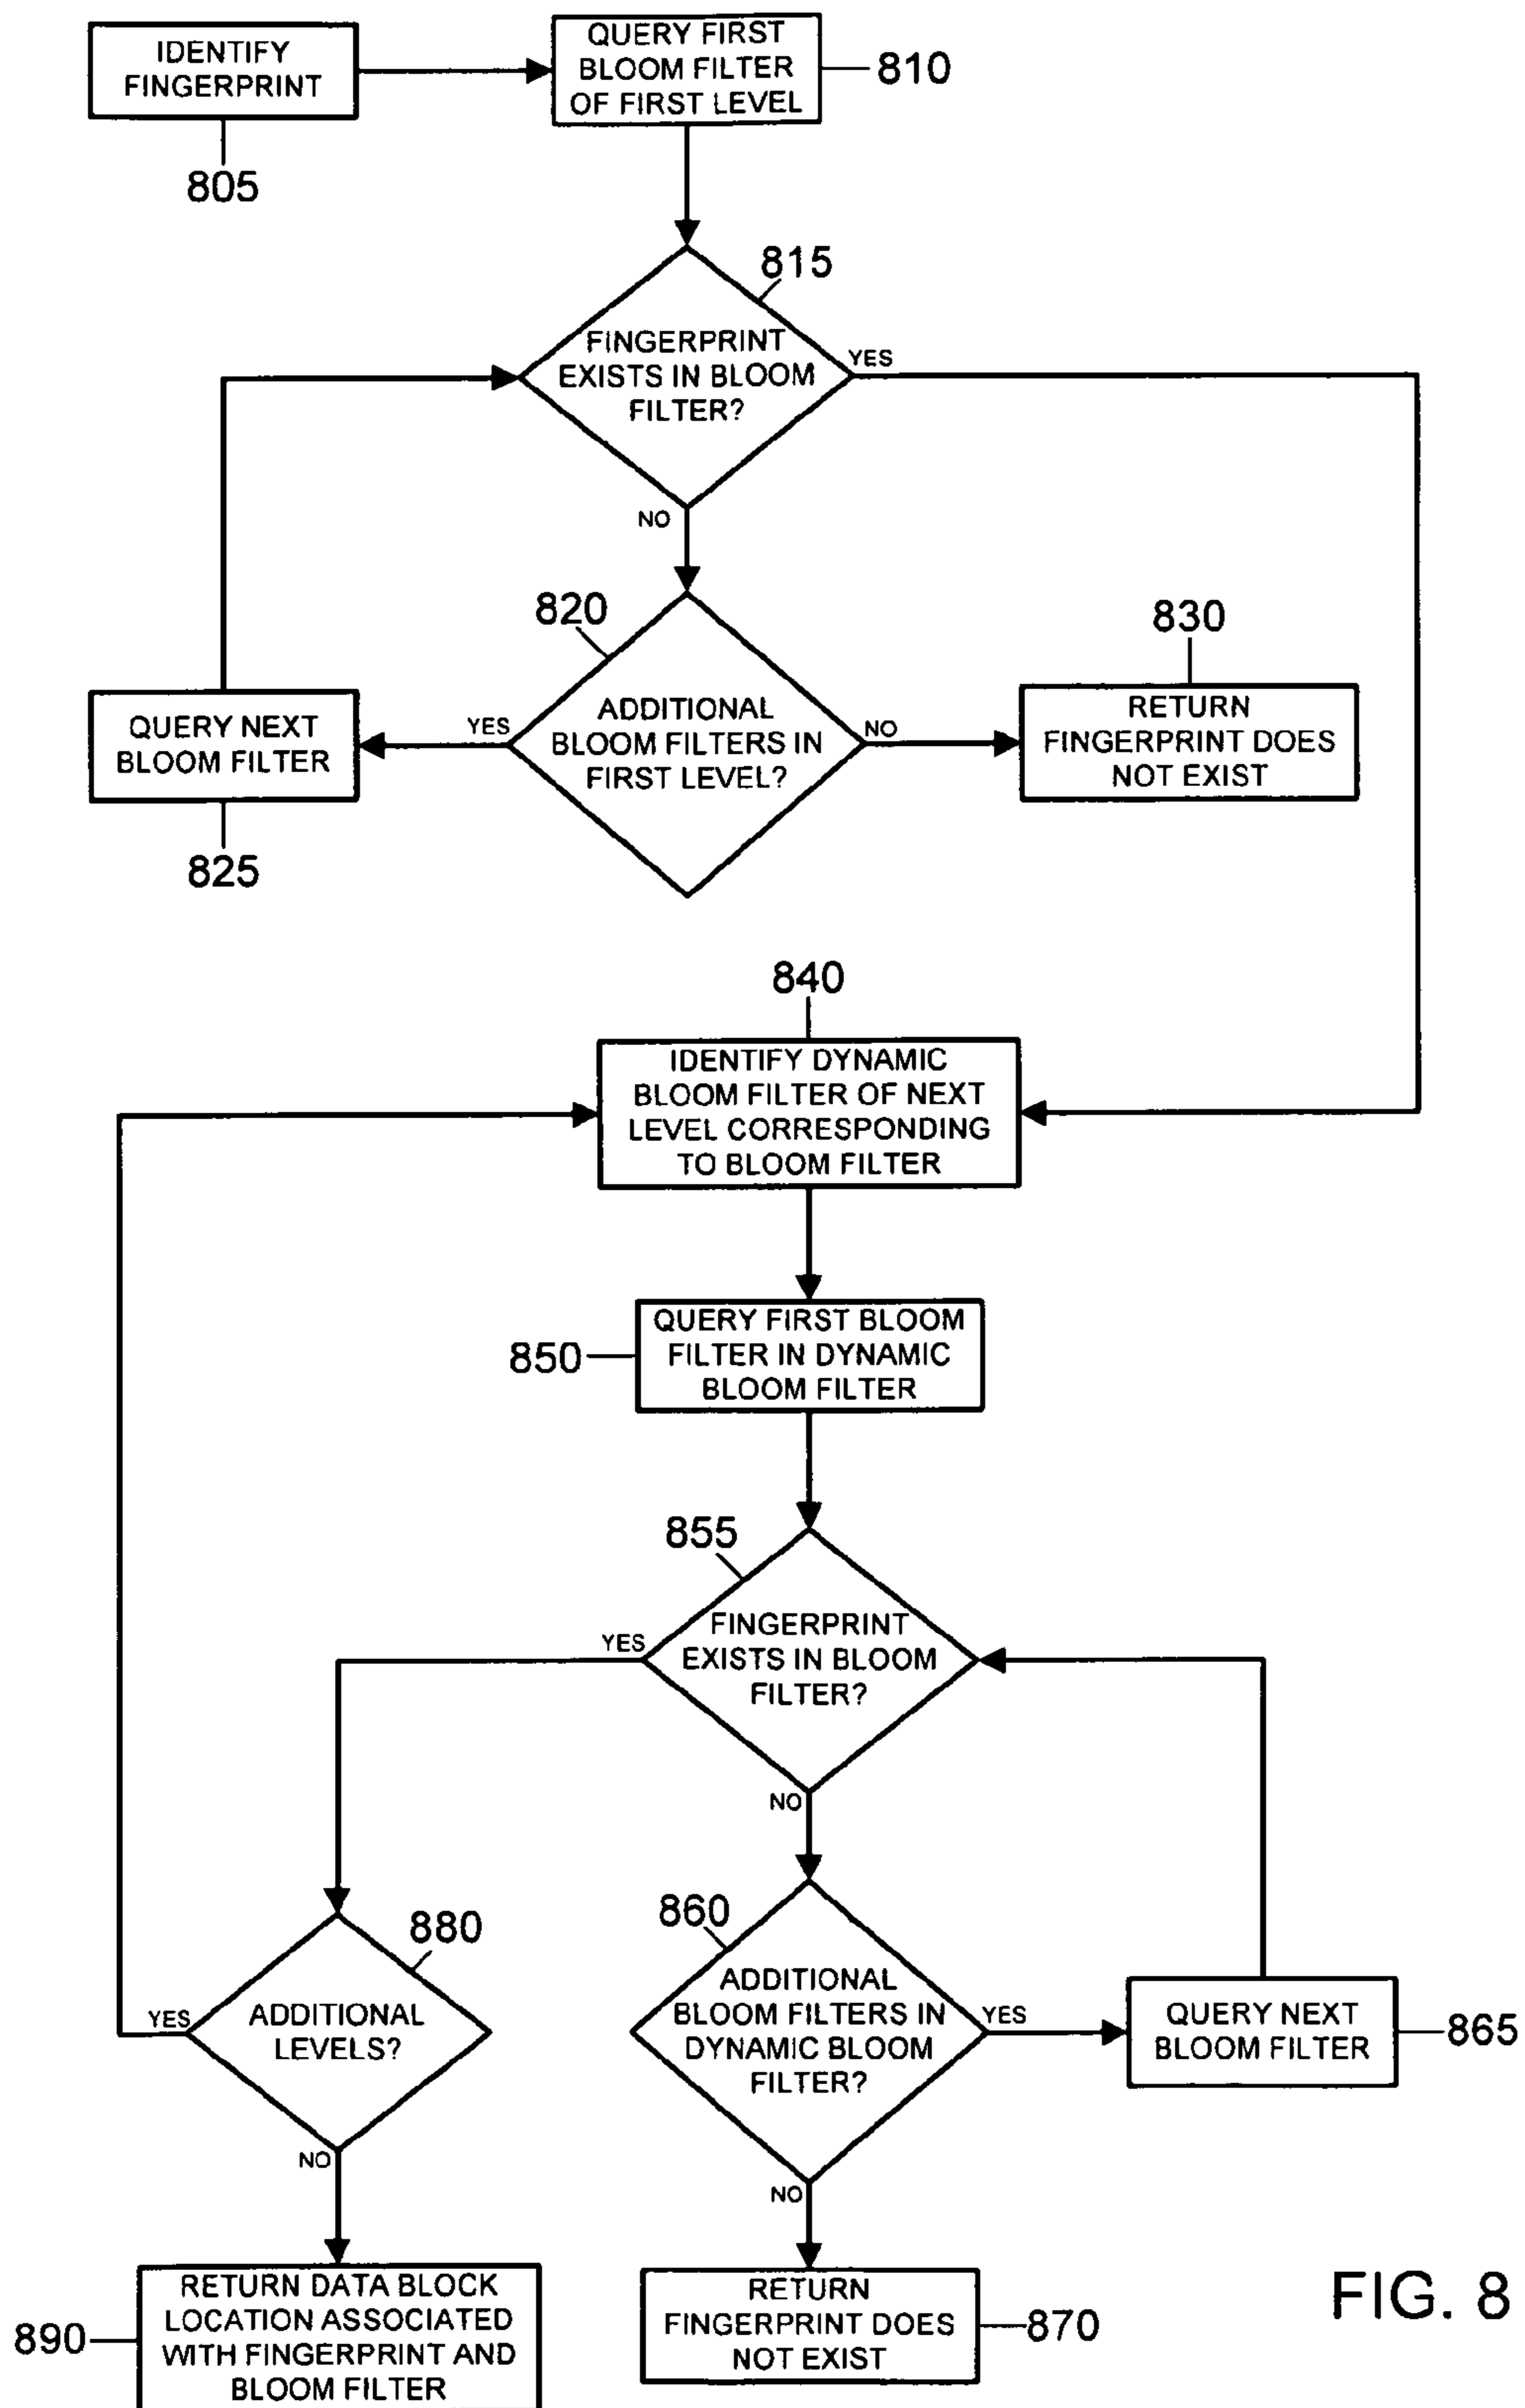 IDENTIFY
FINGERPRINT
805
QUERY FIRST
BLOOM FILTER
OF FIRST LEVEL
810
815
FINGERPRINT
EXISTS IN BLOOM
FILTER?
YES
NO
820
ADDITIONAL
BLOOM FILTERS IN
FIRST LEVEL?
YES
NO
QUERY NEXT
BLOOM FILTER
825
830
RETURN
FINGERPRINT DOES
NOT EXIST
840
IDENTIFY DYNAMIC
BLOOM FILTER OF NEXT
LEVEL CORRESPONDING
TO BLOOM FILTER
850
QUERY FIRST BLOOM
FILTER IN DYNAMIC
BLOOM FILTER
855
FINGERPRINT
EXISTS IN BLOOM
FILTER?
YES
NO
880
ADDITIONAL
LEVELS?
YES
NO
860
ADDITIONAL
BLOOM FILTERS IN
DYNAMIC BLOOM
FILTER?
YES
NO
QUERY NEXT
BLOOM FILTER
865
890
RETURN DATA BLOCK
LOCATION ASSOCIATED
WITH FINGERPRINT AND
BLOOM FILTER
RETURN
FINGERPRINT DOES
NOT EXIST
870
FIG. 8